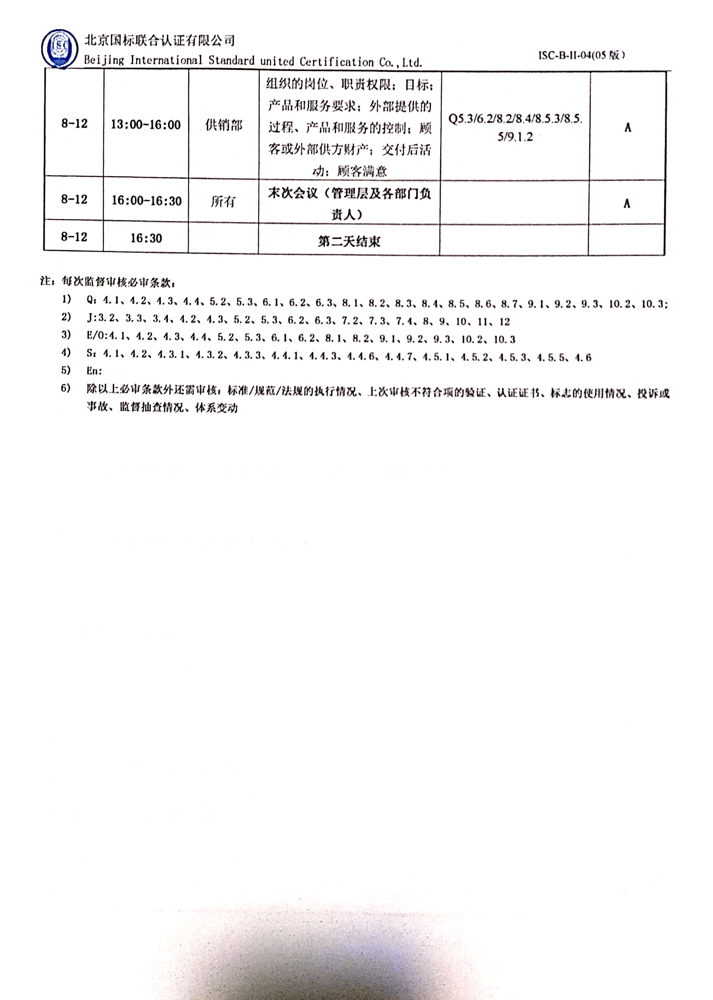 ISC
北京国标联合认证有限公司
Beijing International Standard united Certification Co.,Ltd.
ISC-B-II-04(05 版)
组织的岗位、职责权限；目标；
产品和服务要求；外部提供的
8-12 13:00-16:00 供销部 过程、产品和服务的控制；顾 Q5.3/6.2/8.2/8.4/8.5.3/8.5. A
客或外部供方财产；交付后活 5/9.1.2
动；顾客满意
8-12 16:00-16:30 所有 末次会议（管理层及各部门负 A
责人）
8-12 16:30 第二天结束
注：每次监督审核必审条款：
1) Q：4.1、4.2、4.3、4.4、5.2、5.3、6.1、6.2、6.3、8.1、8.2、8.3、8.4、8.5、8.6、8.7、9.1、9.2、9.3、10.2、10.3;
2) J:3.2、3.3、3.4、4.2、4.3、5.2、5.3、6.2、6.3、7.2、7.3、7.4、8、9、10、11、12
3) E/O:4.1、4.2、4.3、4.4、5.2、5.3、6.1、6.2、8.1、8.2、9.1、9.2、9.3、10.2、10.3
4) S：4.1、4.2、4.3.1、4.3.2、4.3.3、4.4.1、4.4.3、4.4.6、4.4.7、4.5.1、4.5.2、4.5.3、4.5.5、4.6
5) En:
6) 除以上必审条款外还需审核：标准/规范/法规的执行情况、上次审核不符合项的验证、认证证书、标志的使用情况、投诉或
事故、监督抽查情况、体系变动